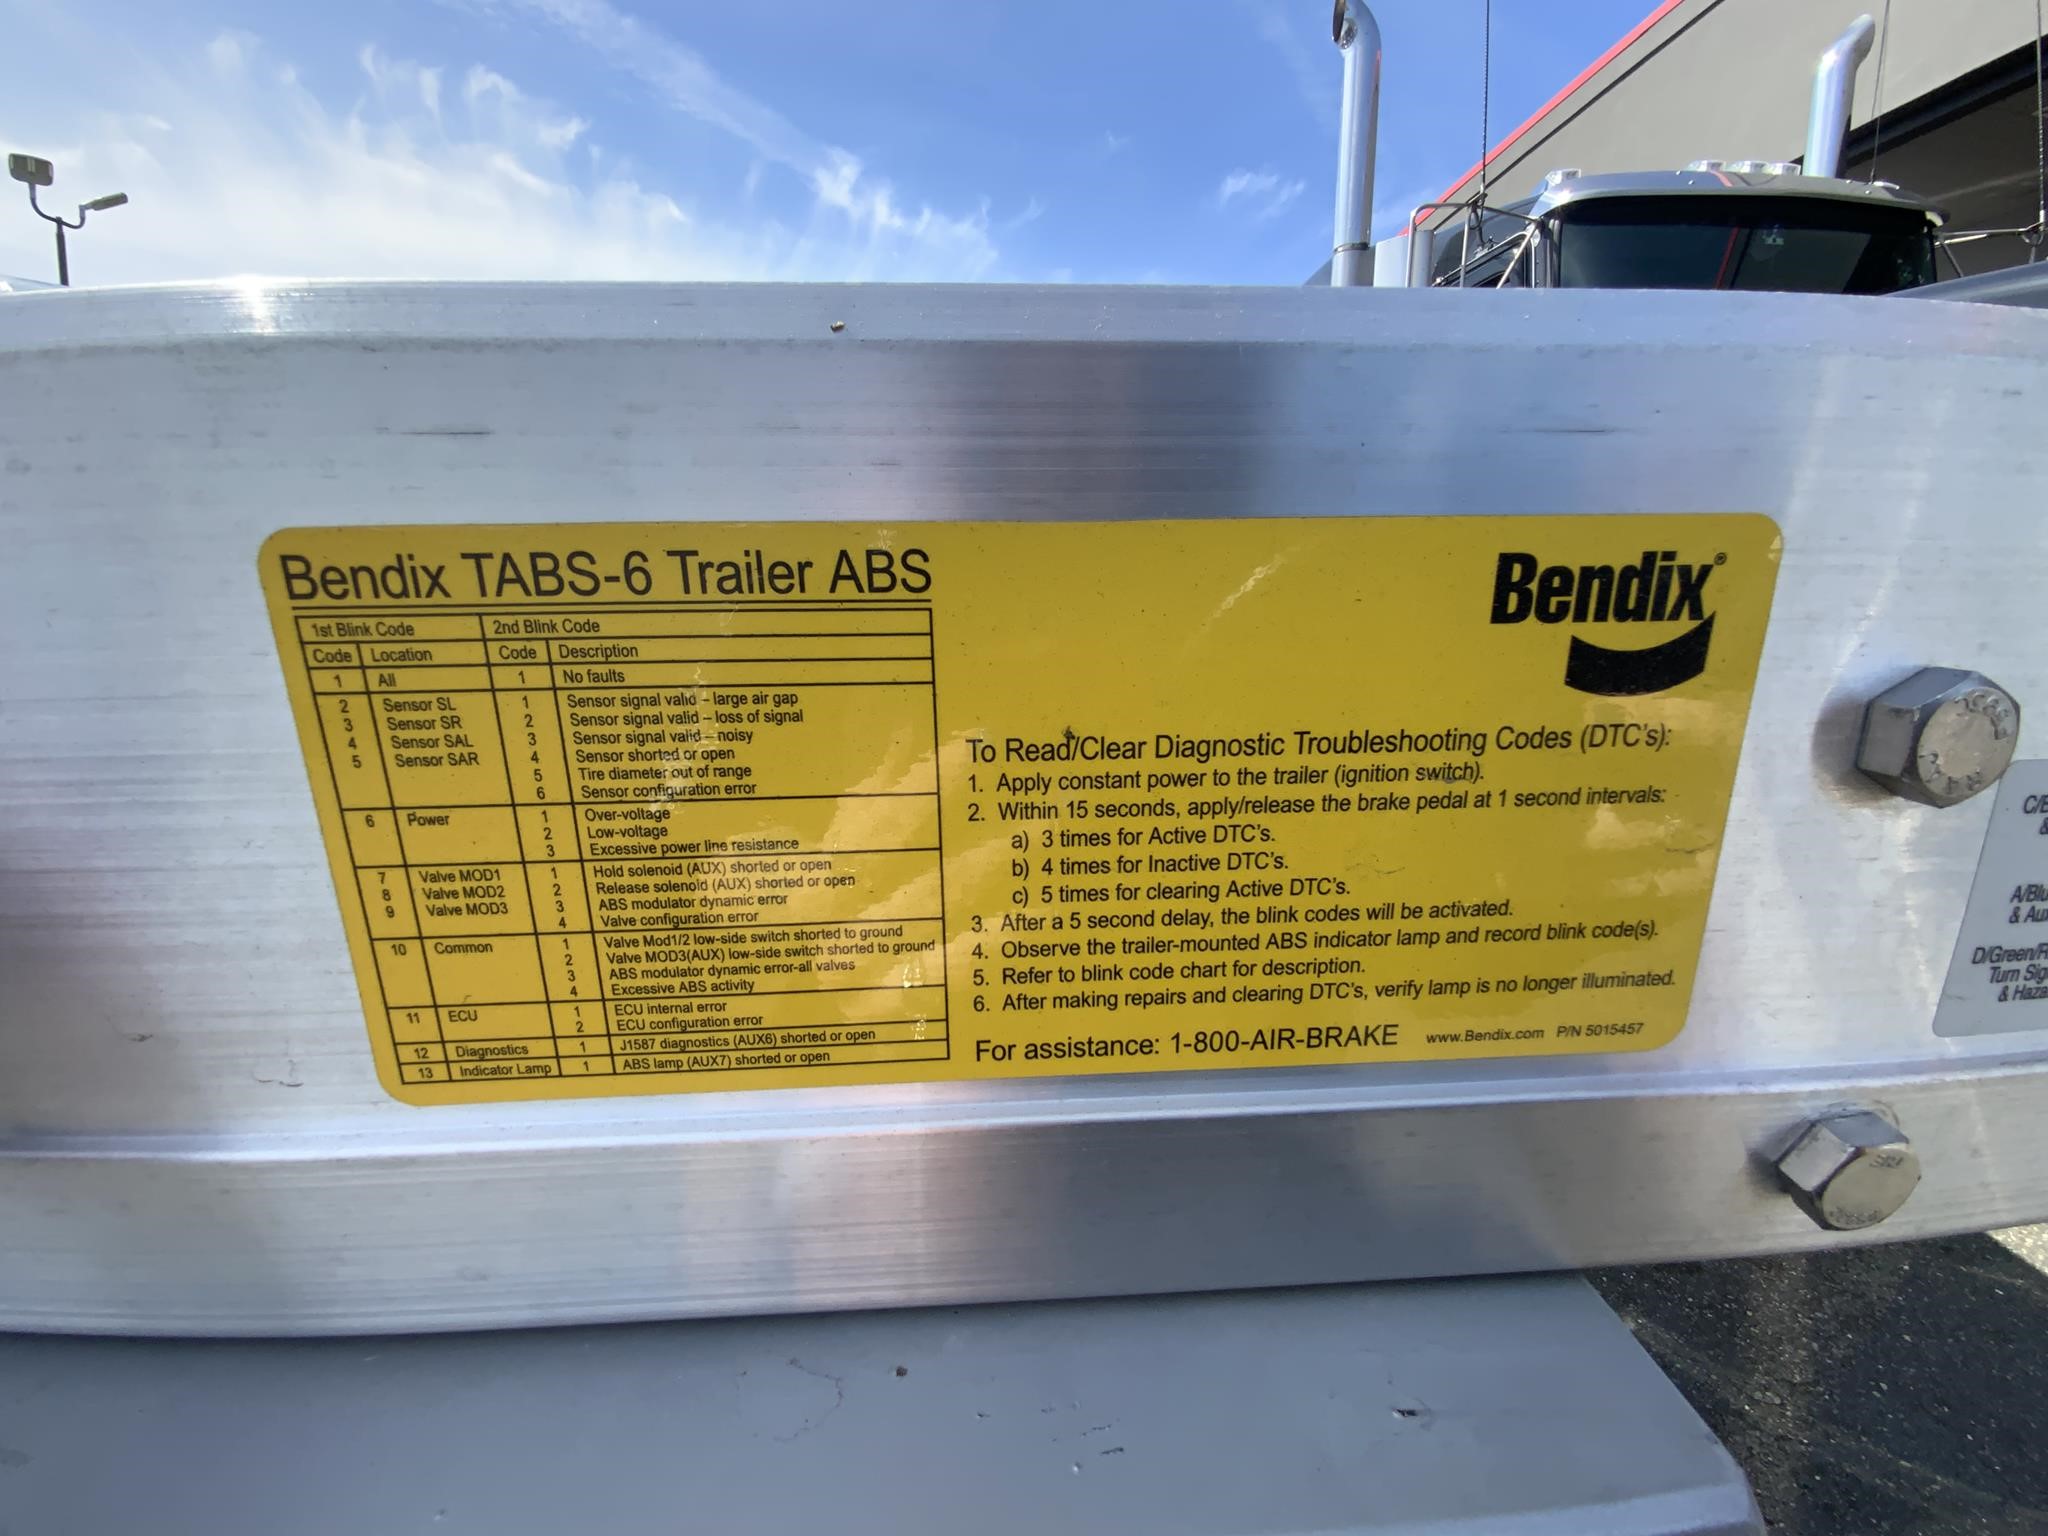 Bendix TABS-6 Trailer ABS
1st Blink Code 2nd Blink Code
Code Location Code Description
1 All 1 No faults
2 Sensor SL 1 Sensor signal valid – large air gap
3 Sensor SR 2 Sensor signal valid – loss of signal
4 Sensor SAL 3 Sensor signal valid – noisy
5 Sensor SAR 4 Sensor shorted or open
5 Tire diameter out of range
6 Sensor configuration error
6 Power 1 Over-voltage
2 Low-voltage
3 Excessive power line resistance
7 Valve MOD1 1 Hold solenoid (AUX) shorted or open
8 Valve MOD2 2 Release solenoid (AUX) shorted or open
9 Valve MOD3 3 ABS modulator dynamic error
4 Valve configuration error
10 Common 1 Valve Mod1/2 low-side switch shorted to ground
2 Valve MOD3(AUX) low-side switch shorted to ground
3 ABS modulator dynamic error-all valves
4 Excessive ABS activity
11 ECU 1 ECU internal error
2 ECU configuration error
12 Diagnostics 1 J1587 diagnostics (AUX6) shorted or open
13 Indicator Lamp 1 ABS lamp (AUX7) shorted or open
Bendix®
To Read/Clear Diagnostic Troubleshooting Codes (DTC's):
1. Apply constant power to the trailer (ignition switch).
2. Within 15 seconds, apply/release the brake pedal at 1 second intervals:
a) 3 times for Active DTC's.
b) 4 times for Inactive DTC's.
c) 5 times for clearing Active DTC's.
3. After a 5 second delay, the blink codes will be activated.
4. Observe the trailer-mounted ABS indicator lamp and record blink code(s).
5. Refer to blink code chart for description.
6. After making repairs and clearing DTC's, verify lamp is no longer illuminated.
For assistance: 1-800-AIR-BRAKE www.Bendix.com P/N 5015457
D/Green/
Turn
&